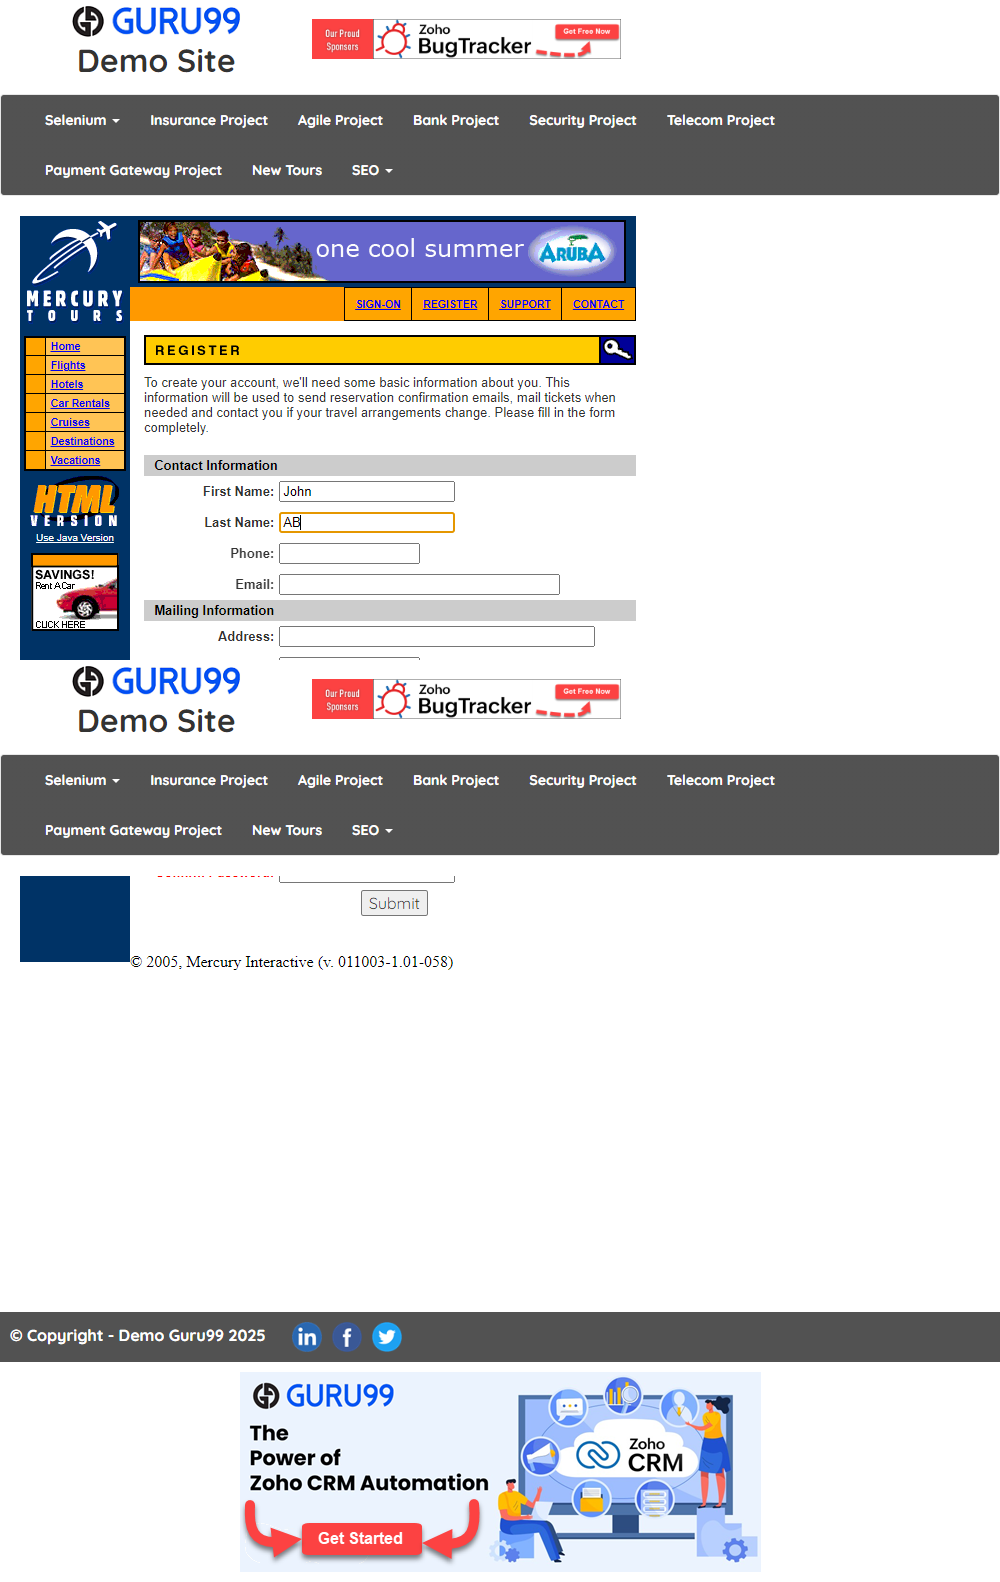 GURU99
Demo Site
Our Proud Sponsors
Zoho BugTracker
Get Free Now
Selenium
Insurance Project
Agile Project
Bank Project
Security Project
Telecom Project
Payment Gateway Project
New Tours
SEO
one cool summer
ARUBA
MERCURY
TOURS
SIGN-ON
REGISTER
SUPPORT
CONTACT
Home
Flights
Hotels
Car Rentals
Cruises
Destinations
Vacations
HTML
VERSION
Use Java Version
SAVINGS!
Rent A Car
CLICK HERE
REGISTER
To create your account, we'll need some basic information about you. This
information will be used to send reservation confirmation emails, mail tickets when
needed and contact you if your travel arrangements change. Please fill in the form
completely.
Contact Information
First Name: John
Last Name: AB
Phone:
Email:
Mailing Information
Address:
GURU99
Demo Site
Our Proud Sponsors
Zoho BugTracker
Get Free Now
Selenium
Insurance Project
Agile Project
Bank Project
Security Project
Telecom Project
Payment Gateway Project
New Tours
SEO
Submit
© 2005, Mercury Interactive (v. 011003-1.01-058)
© Copyright - Demo Guru99 2025
GURU99
The
Power of
Zoho CRM Automation
Get Started
Zoho
CRM